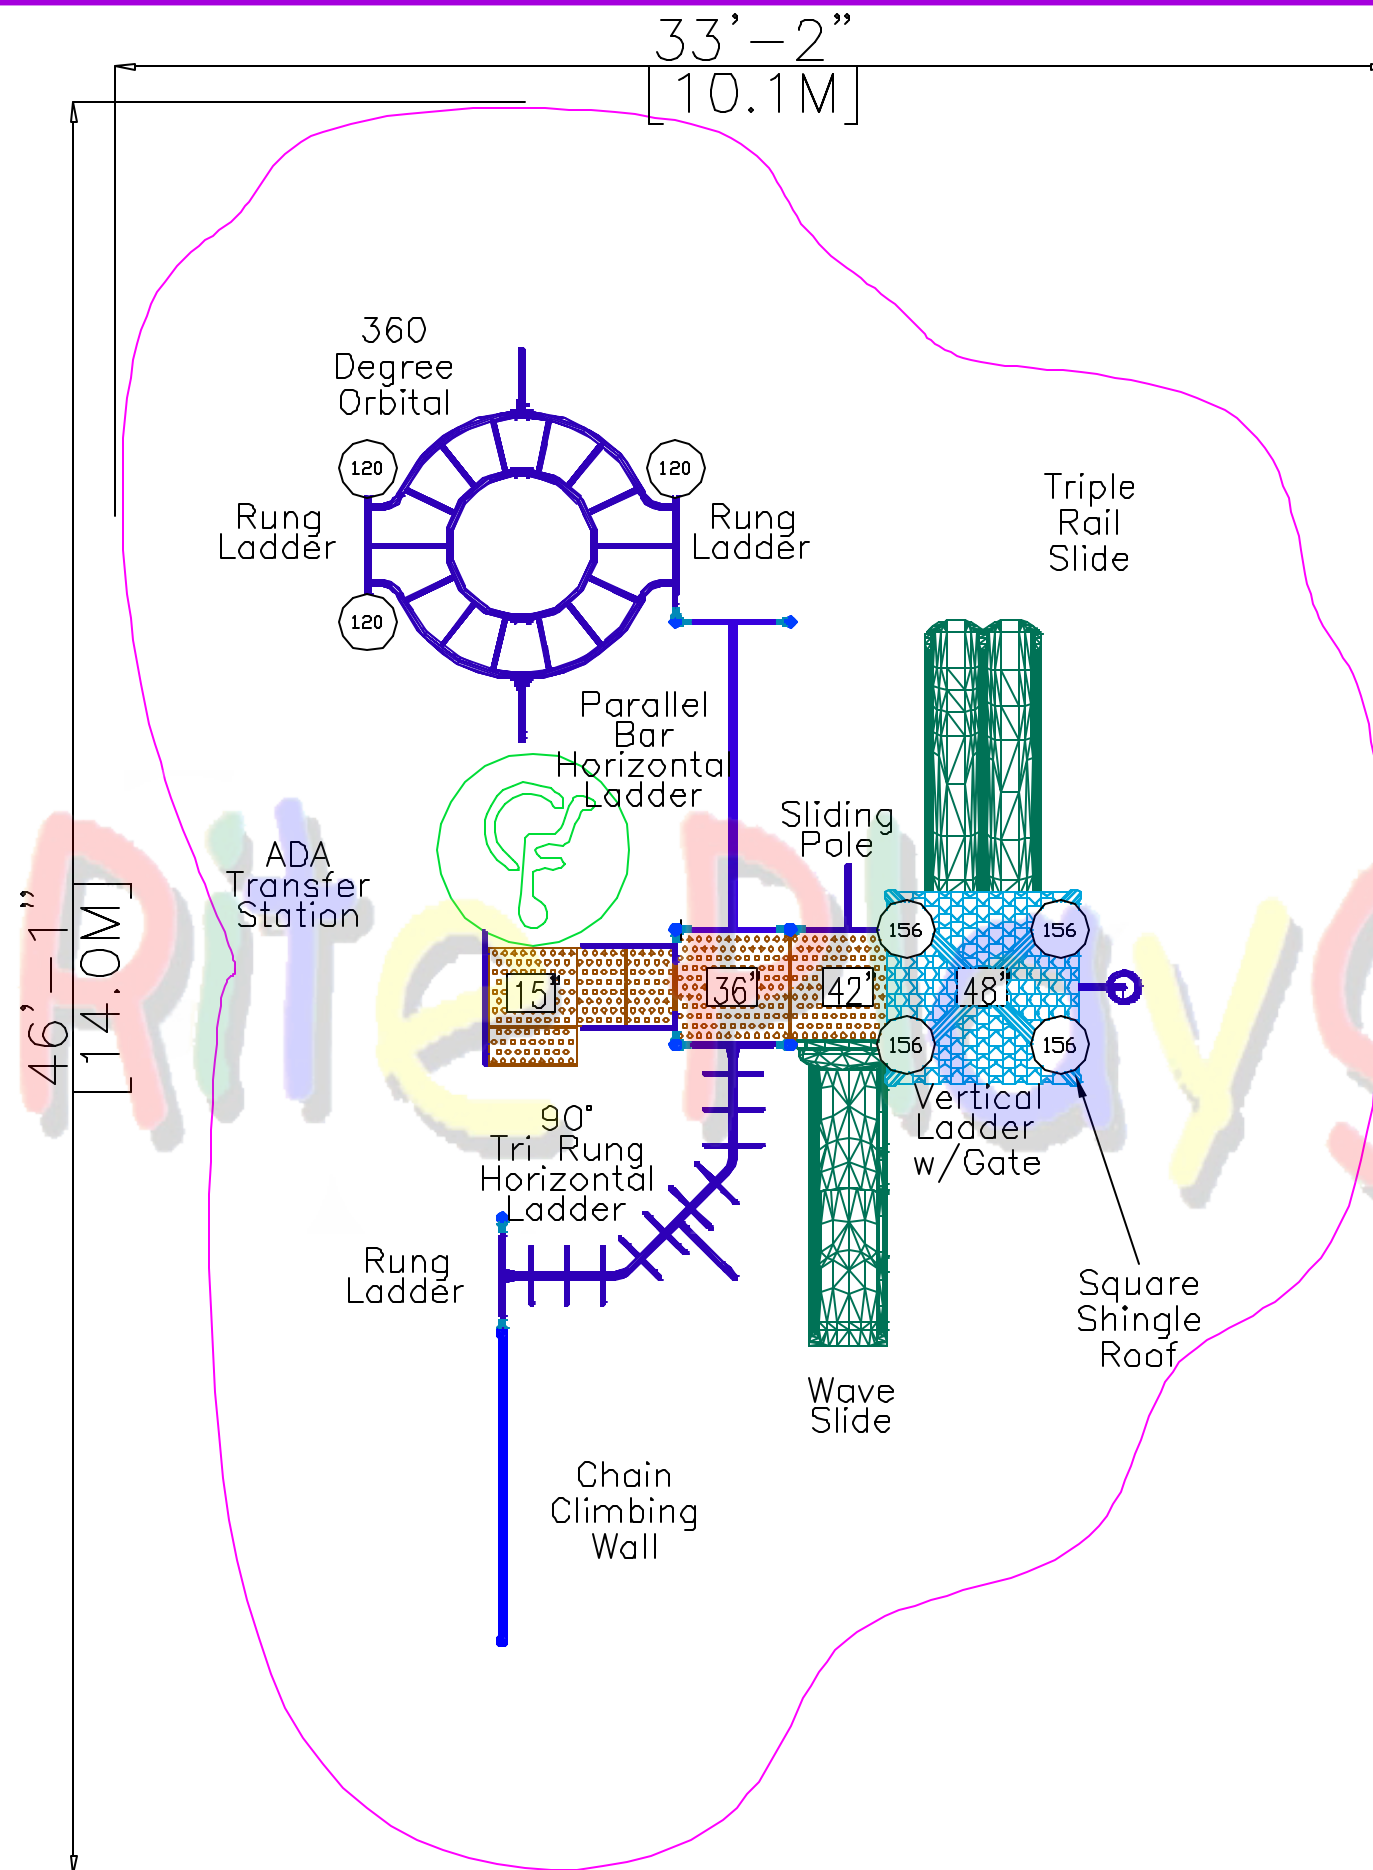 33'-2"
[10.1M]
360
Degree
Orbital
120
120
Rung
Ladder
Rung
Ladder
120
Triple
Rail
Slide
Parallel
Bar
Horizontal
Ladder
Sliding
Pole
ADA
Transfer
Station
46'-1"
[14.0M]
Rite Play
156
156
15"
36"
42"
48"
156
156
90°
Tri Rung
Horizontal
Ladder
Vertical
Ladder
w/Gate
Rung
Ladder
Square
Shingle
Roof
Wave
Slide
Chain
Climbing
Wall